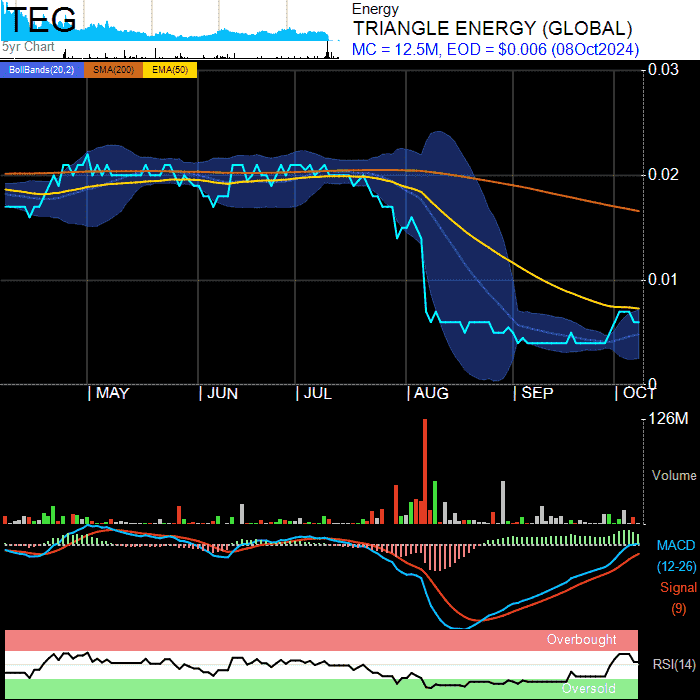 TEG
5yr Chart
Energy
TRIANGLE ENERGY (GLOBAL)
MC = 12.5M, EOD = $0.006 (08Oct2024)
BollBands(20,2) SMA(200) EMA(50)
0.03
0.02
0.01
0
MAY JUN JUL AUG SEP OCT
126M
Volume
MACD
(12-26)
Signal
(9)
Overbought
RSI(14)
Oversold